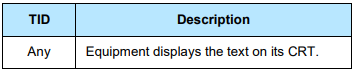 TID Description
Any Equipment displays the text on its CRT.